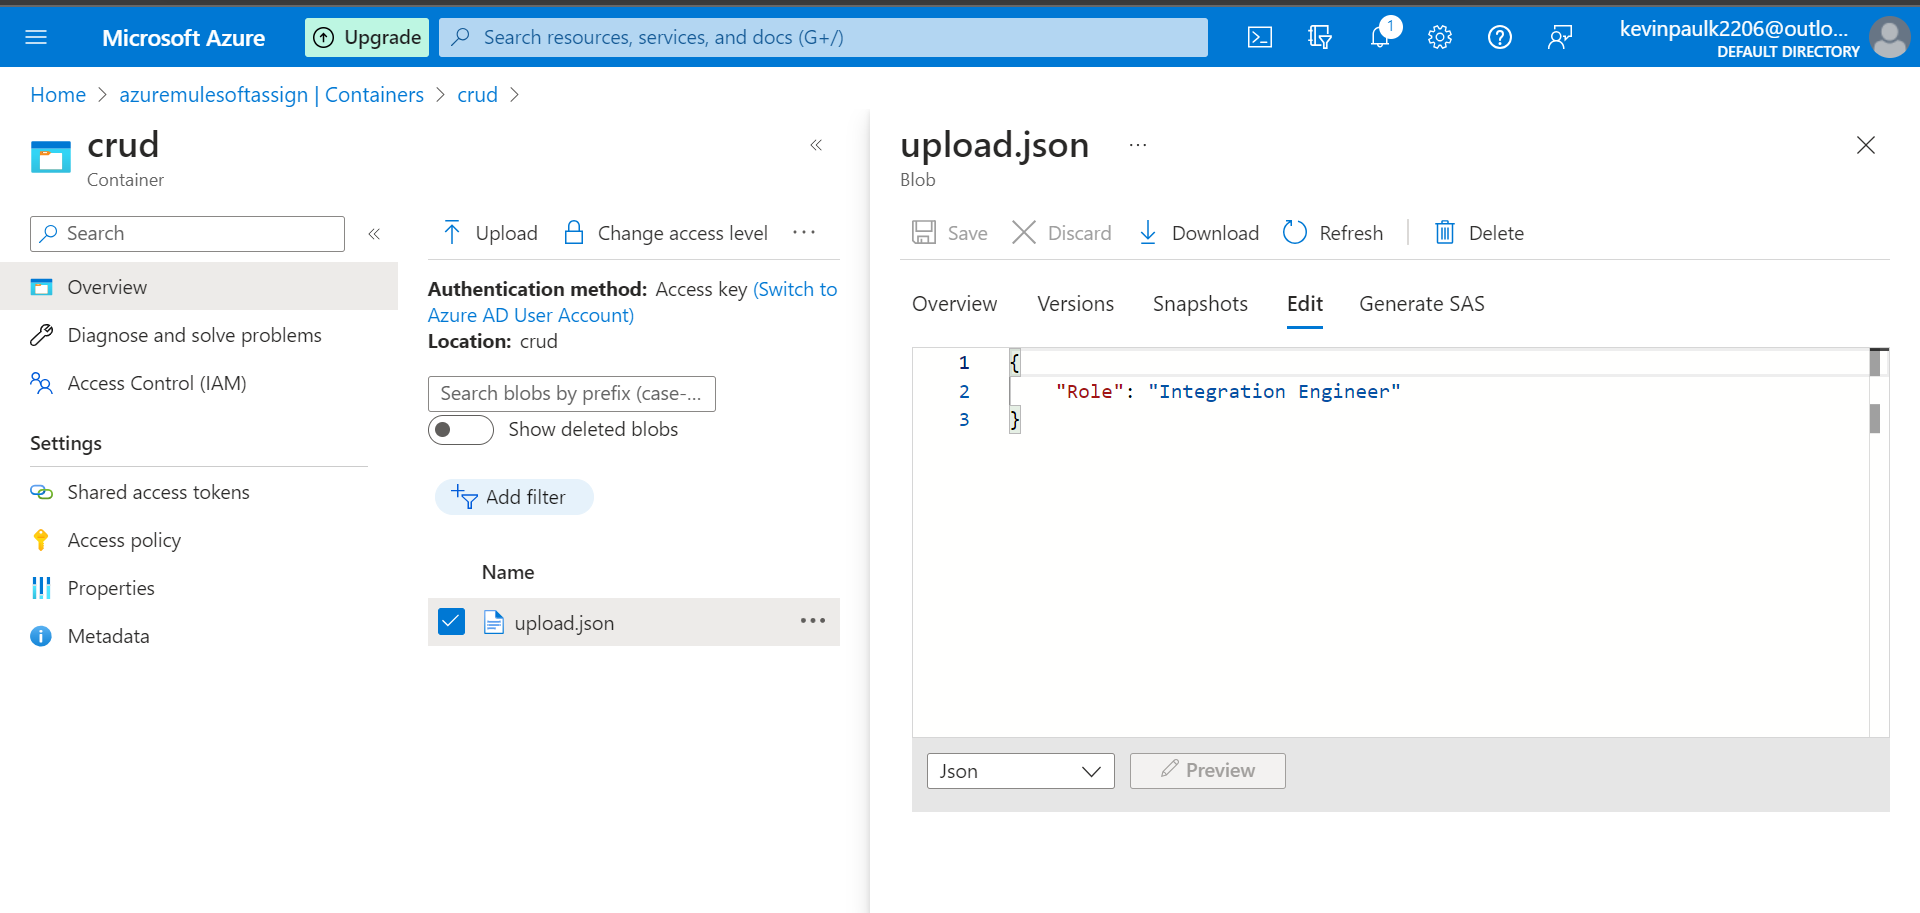 Microsoft Azure
Upgrade
Search resources, services, and docs (G+/)
1
kevinpaulk2206@outlo...
DEFAULT DIRECTORY
Home > azuremulesoftassign | Containers > crud >
crud
Container
Search
Overview
Diagnose and solve problems
Access Control (IAM)
Settings
Shared access tokens
Access policy
Properties
Metadata
Upload
Change access level
Authentication method: Access key (Switch to
Azure AD User Account)
Location: crud
Search blobs by prefix (case-...
Show deleted blobs
Add filter
Name
upload.json
upload.json
Blob
Save
Discard
Download
Refresh
Delete
Overview
Versions
Snapshots
Edit
Generate SAS
1 {
2 "Role": "Integration Engineer"
3 }
Json
Preview